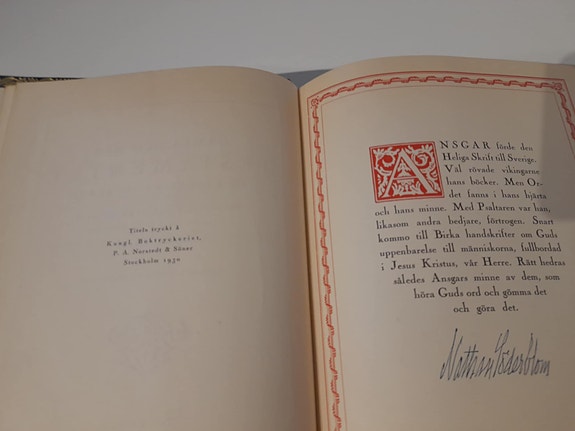 Titeln tryckt å
Kungl. Boktryckeriet,
P. A. Norstedt & Söner
Stockholm 1930
ANSGAR förde den
Heliga Skrift till Sverige.
Väl rövade vikingarne
hans böcker. Men Or-
det fanns i hans hjärta
och hans minne. Med Psaltaren var han,
likasom andra bedjare, förtrogen. Snart
kommo till Birka handskrifter om Guds
uppenbarelse till människorna, fullbordad
i Jesus Kristus, vår Herre. Rätt hedras
således Ansgars minne av dem, som
höra Guds ord och gömma det
och göra det.
Nathan Söderblom